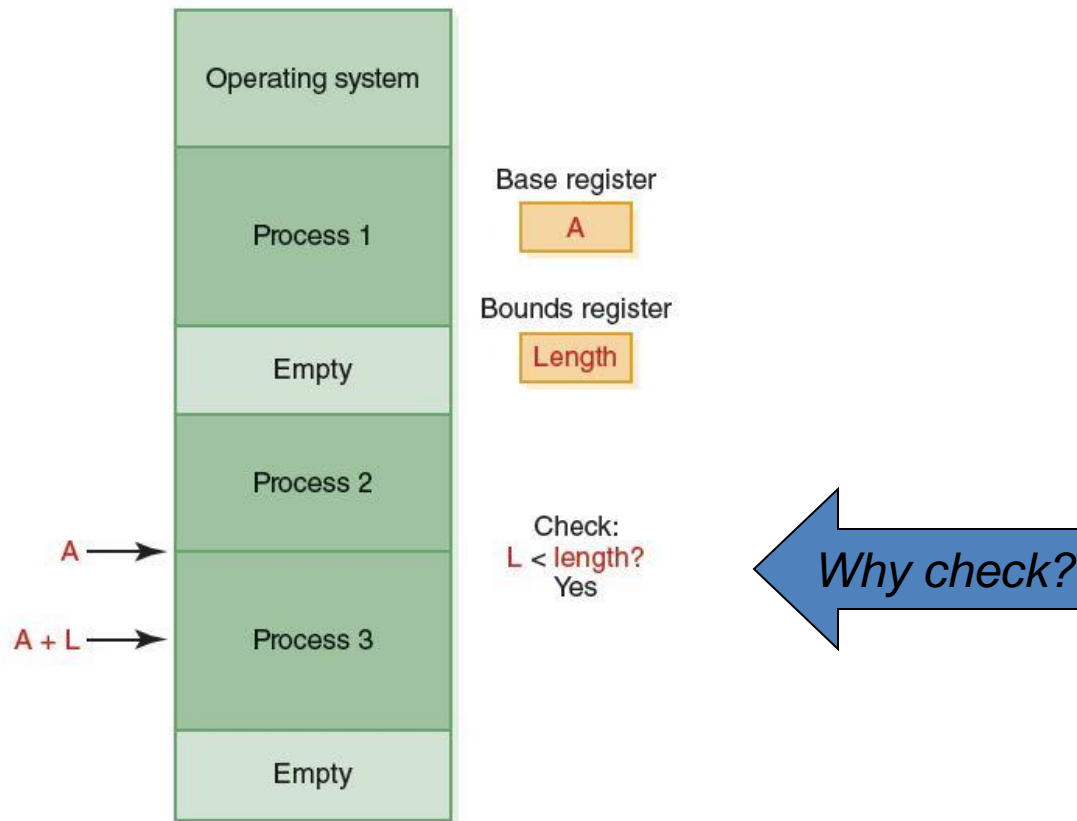 Operating system
Process 1
Empty
Process 2
Process 3
Empty
A
A + L
Base register
A
Bounds register
Length
Check:
L < length?
Yes
Why check?